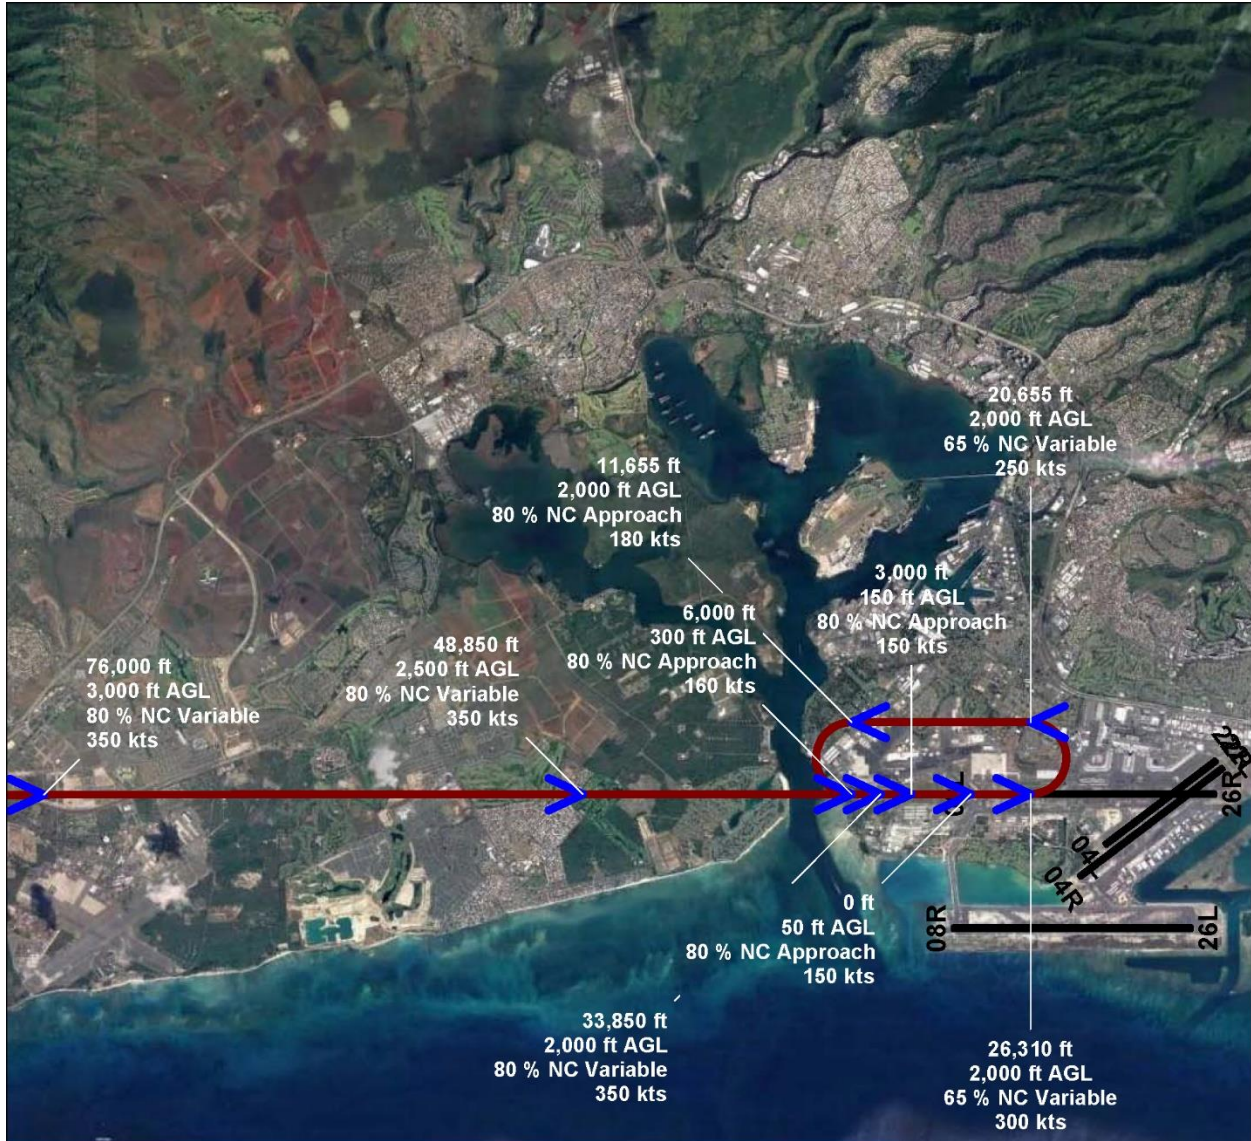 20,655 ft
2,000 ft AGL
65 % NC Variable
250 kts
11,655 ft
2,000 ft AGL
80 % NC Approach
180 kts
3,000 ft
150 ft AGL
80 % NC Approach
150 kts
6,000 ft
300 ft AGL
80 % NC Approach
160 kts
48,850 ft
2,500 ft AGL
80 % NC Variable
350 kts
76,000 ft
3,000 ft AGL
80 % NC Variable
350 kts
26R
04R
08R
26L
0 ft
50 ft AGL
80 % NC Approach
150 kts
33,850 ft
2,000 ft AGL
80 % NC Variable
350 kts
26,310 ft
2,000 ft AGL
65 % NC Variable
300 kts